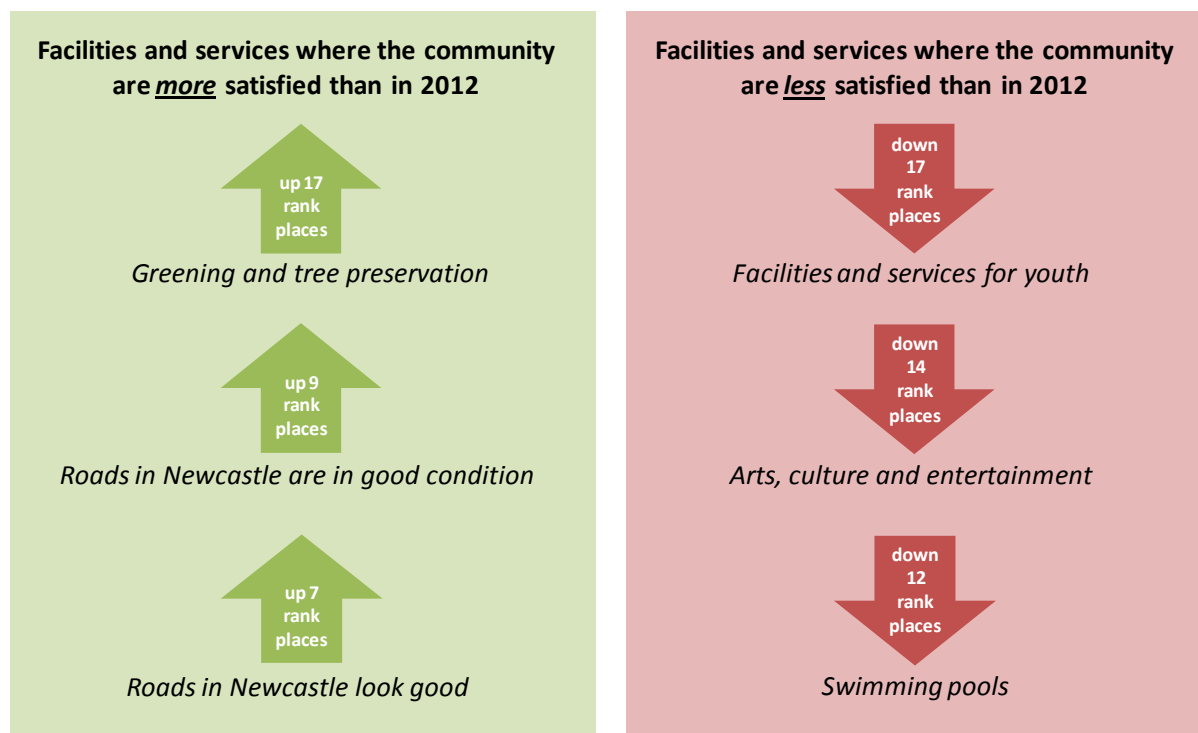 Facilities and services where the community
are more satisfied than in 2012
up 17
rank
places
Greening and tree preservation
up 9
rank
places
Roads in Newcastle are in good condition
up 7
rank
places
Roads in Newcastle look good
Facilities and services where the community
are less satisfied than in 2012
down
17
rank
places
Facilities and services for youth
down
14
rank
places
Arts, culture and entertainment
down
12
rank
places
Swimming pools